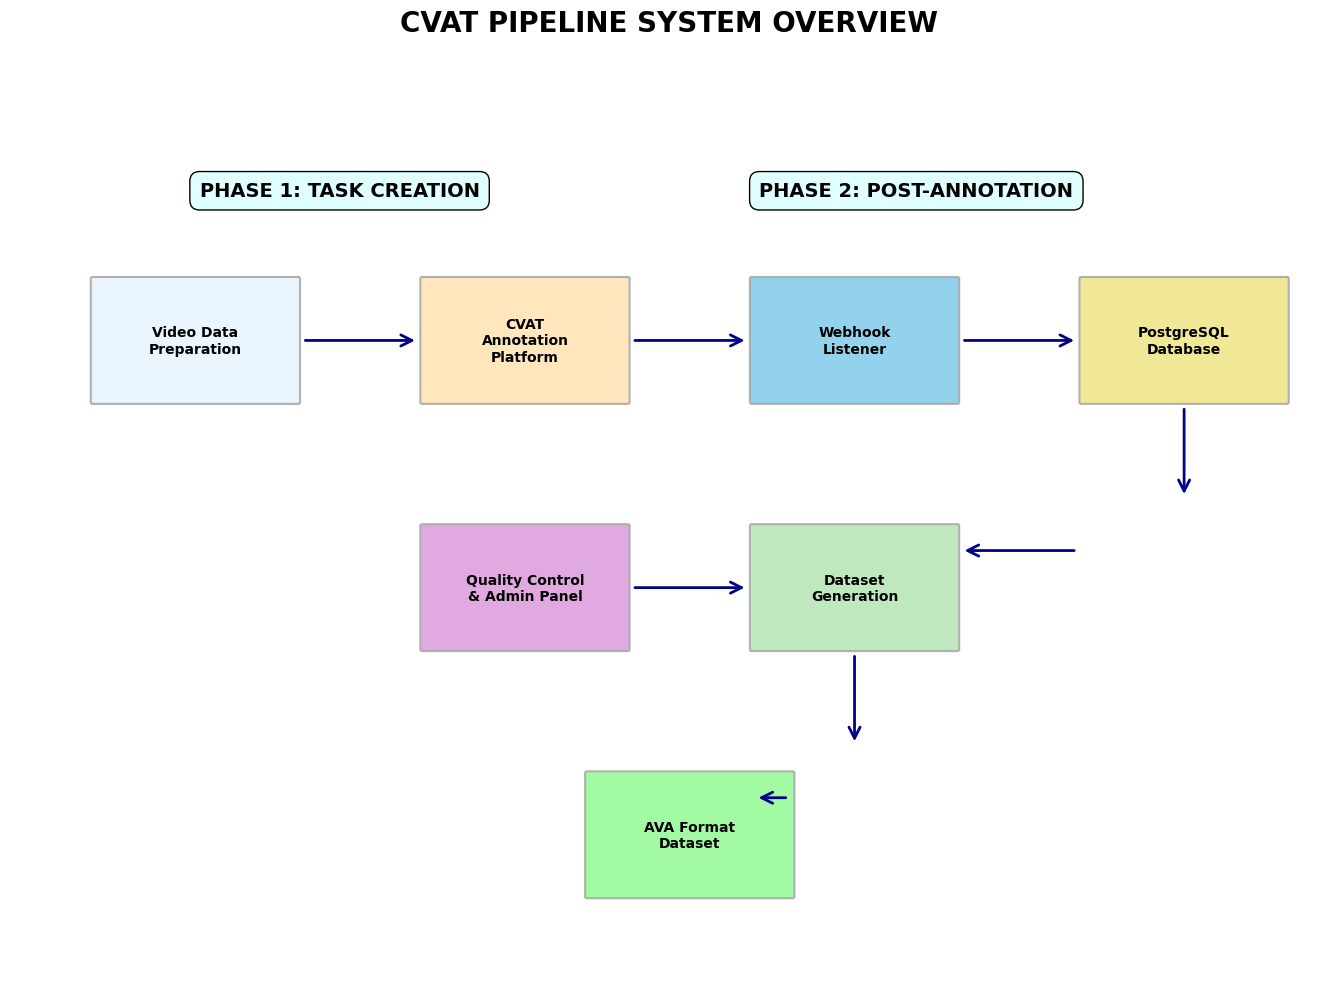 CVAT PIPELINE SYSTEM OVERVIEW
PHASE 1: TASK CREATION
PHASE 2: POST-ANNOTATION
Video Data
Preparation
CVAT
Annotation
Platform
Webhook
Listener
PostgreSQL
Database
Quality Control
& Admin Panel
Dataset
Generation
AVA Format
Dataset